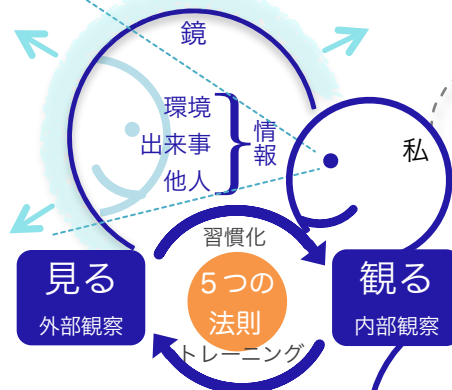 鏡
環境
出来事
他人
情報
私
習慣化
見る
外部観察
５つの
法則
観る
内部観察
トレーニング